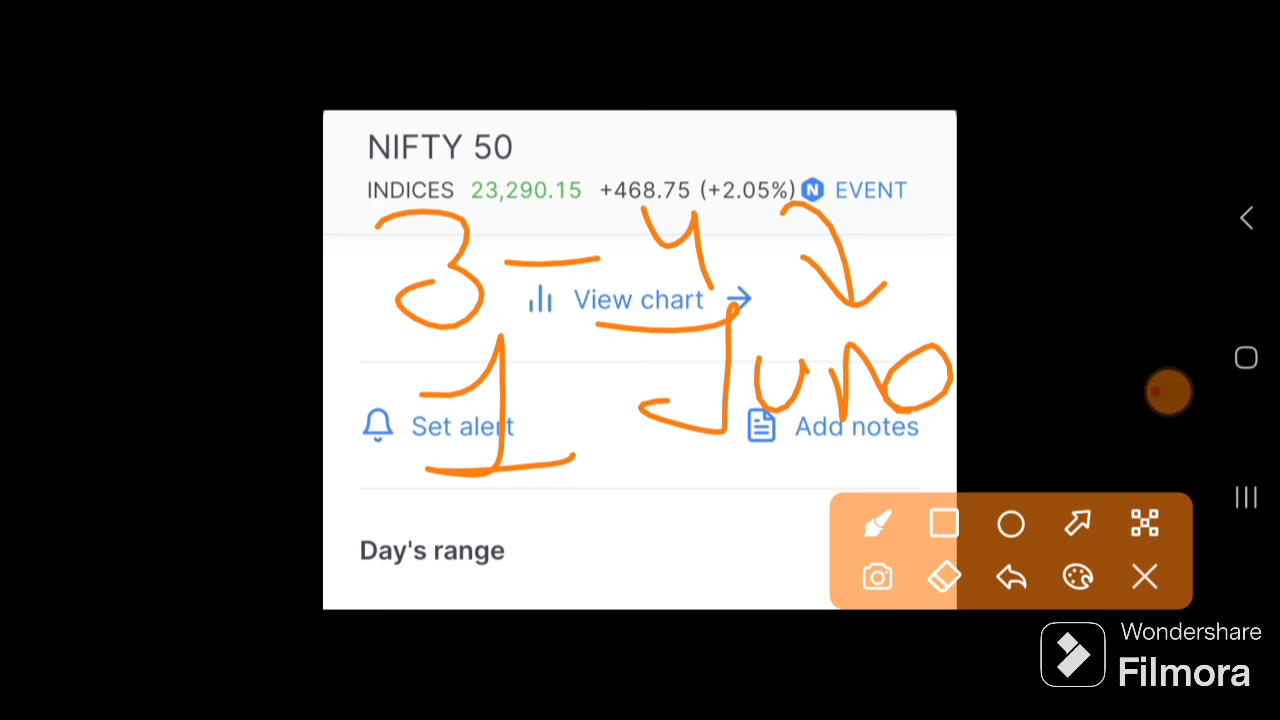 NIFTY 50
INDICES 23,290.15 +468.75 (+2.05%) N EVENT
3 — 4
View chart →
1 June
Set alert Add notes
Day's range
Wondershare
Filmora